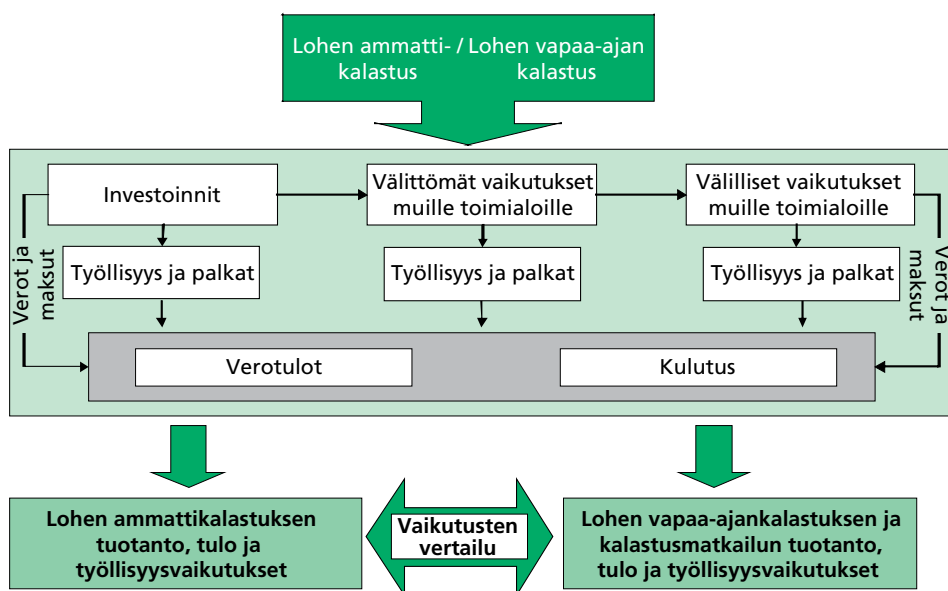 Lohen ammatti- / Lohen vapaa-ajan
kalastus kalastus
Investoinnit
Välittömät vaikutukset
muille toimialoille
Välilliset vaikutukset
muille toimialoille
Verot ja
maksut
Työllisyys ja palkat
Työllisyys ja palkat
Työllisyys ja palkat
Verot ja
maksut
Verotulot
Kulutus
Lohen ammattikalastuksen
tuotanto, tulo ja
työllisyysvaikutukset
Vaikutusten
vertailu
Lohen vapaa-ajankalastuksen ja
kalastusmatkailun tuotanto,
tulo ja työllisyysvaikutukset